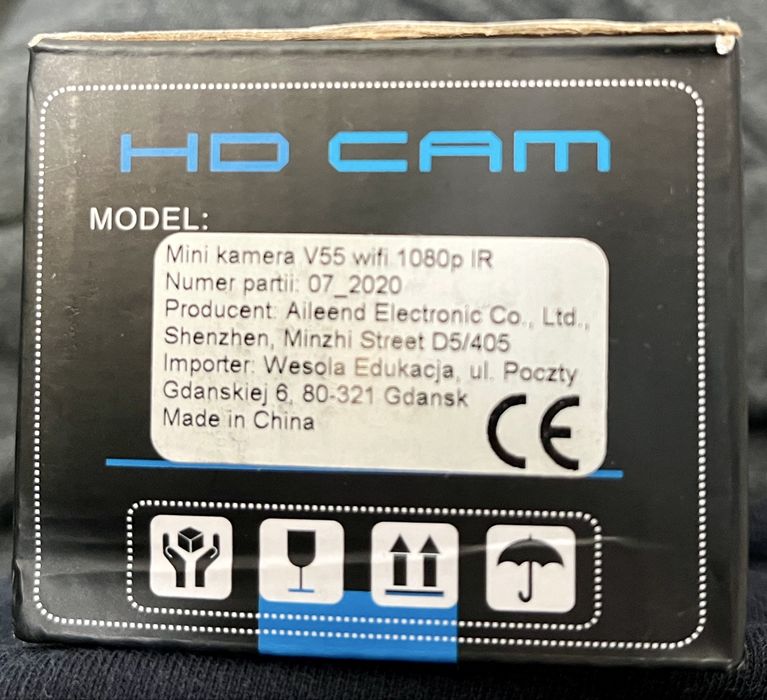 HD CAM
MODEL:
Mini kamera V55 wifi 1080p IR
Numer partii: 07_2020
Producent: Aileend Electronic Co., Ltd.,
Shenzhen, Minzhi Street D5/405
Importer: Wesola Edukacja, ul. Poczty
Gdanskiej 6, 80-321 Gdansk
Made in China
CE